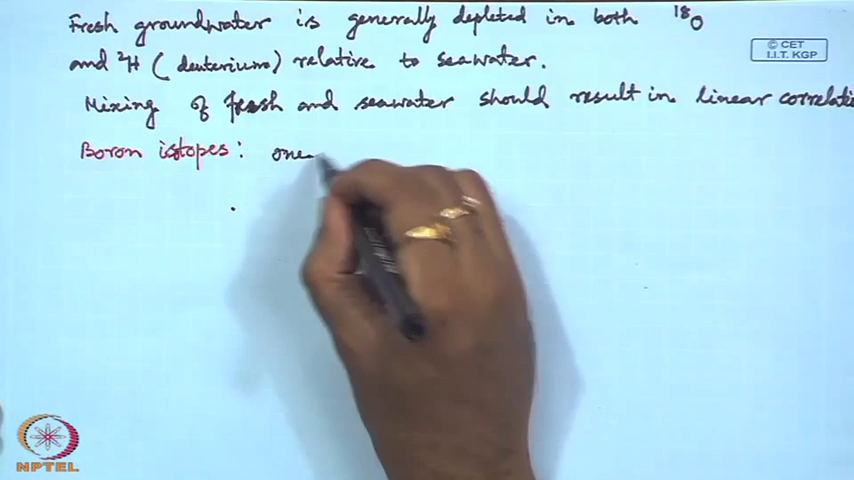 Fresh groundwater is generally depleted in both ¹⁸O
and ²H (deuterium) relative to seawater.
Mixing of fresh and seawater should result in linear correlati
Boron isotopes: one
© CET
I.I.T. KGP
NPTEL